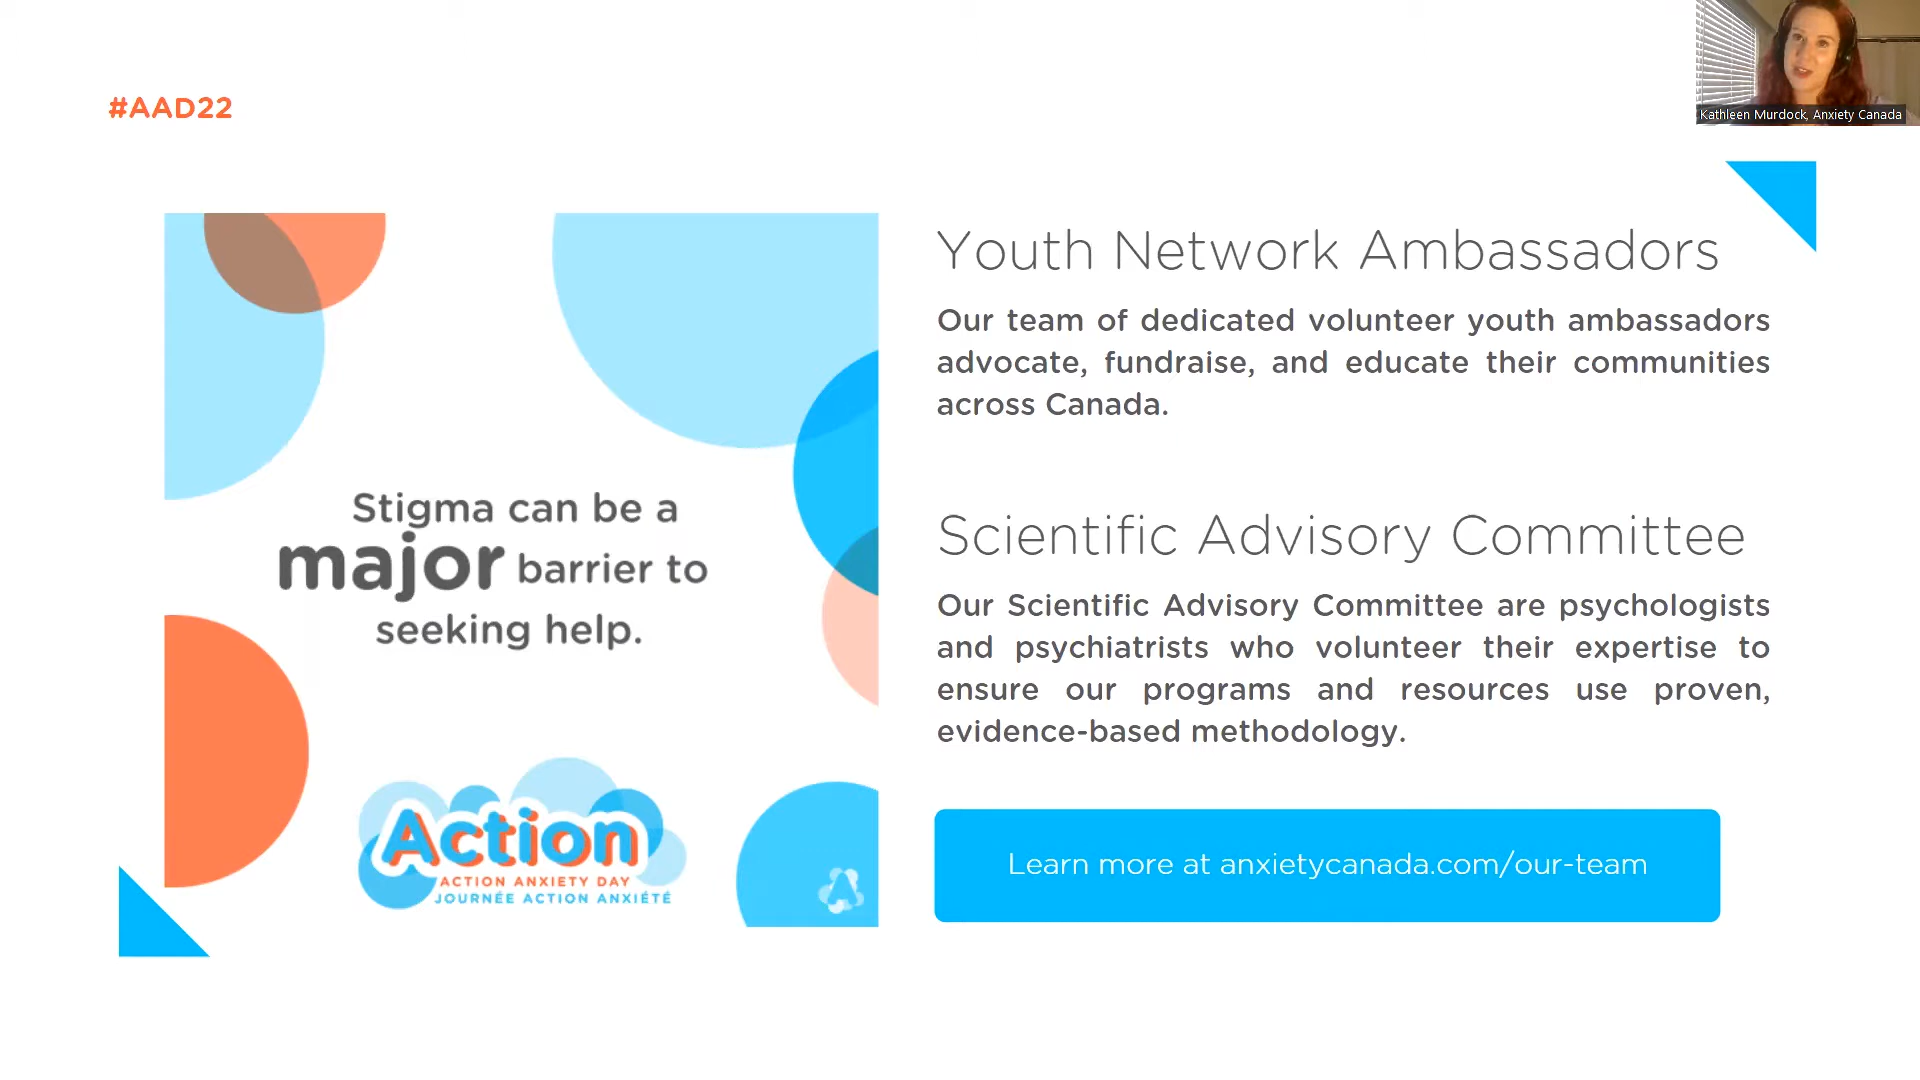 #AAD22
Kathleen Murdock, Anxiety Canada
Stigma can be a
major barrier to
seeking help.
Action
ACTION ANXIETY DAY
JOURNÉE ACTION ANXIÉTÉ
Youth Network Ambassadors
Our team of dedicated volunteer youth ambassadors
advocate, fundraise, and educate their communities
across Canada.
Scientific Advisory Committee
Our Scientific Advisory Committee are psychologists
and psychiatrists who volunteer their expertise to
ensure our programs and resources use proven,
evidence-based methodology.
Learn more at anxietycanada.com/our-team